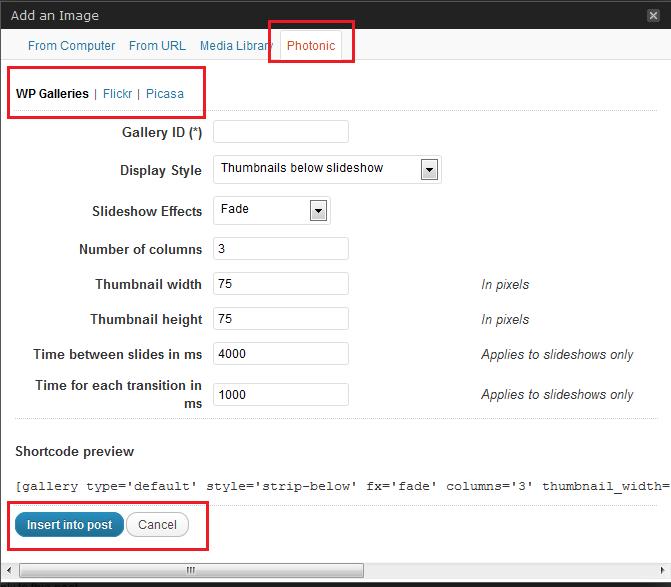 Add an Image
From Computer From URL Media Library Photonic
WP Galleries | Flickr | Picasa
Gallery ID (*)
Display Style Thumbnails below slideshow
Slideshow Effects Fade
Number of columns 3
Thumbnail width 75 In pixels
Thumbnail height 75 In pixels
Time between slides in ms 4000 Applies to slideshows only
Time for each transition in
ms 1000 Applies to slideshows only
Shortcode preview
[gallery type='default' style='strip-below' fx='fade' columns='3' thumbnail_width=
Insert into post Cancel